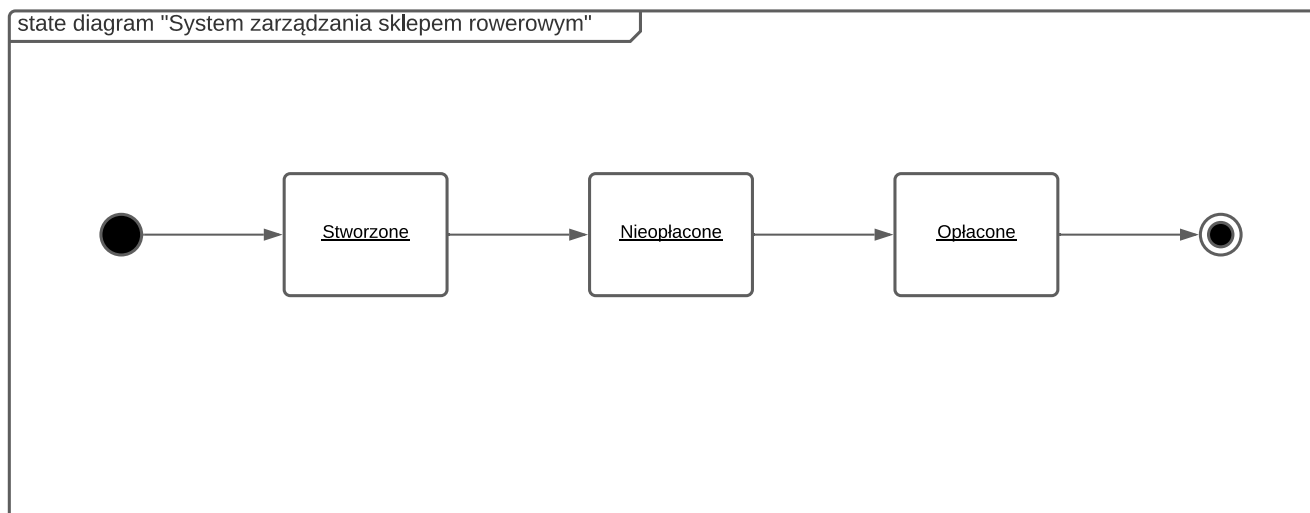 state diagram "System zarządzania sklepem rowerowym"
Stworzone
Nieopłacone
Opłacone